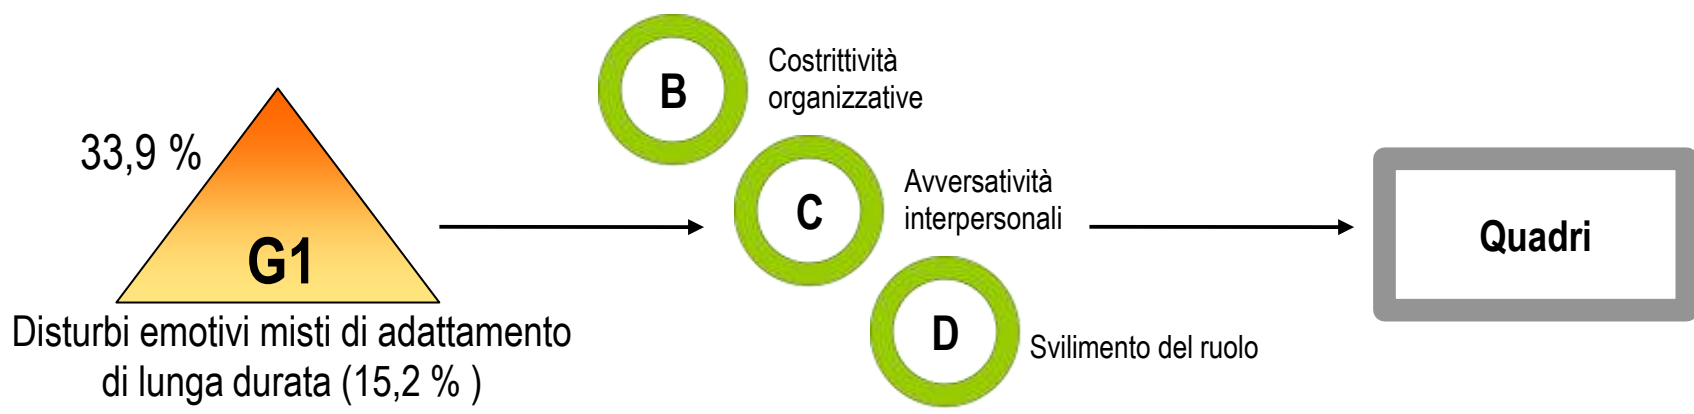 33,9 %
G1
Disturbi emotivi misti di adattamento
di lunga durata (15,2 % )
B
Costrittività
organizzative
C
Avversatività
interpersonali
D
Svilimento del ruolo
Quadri